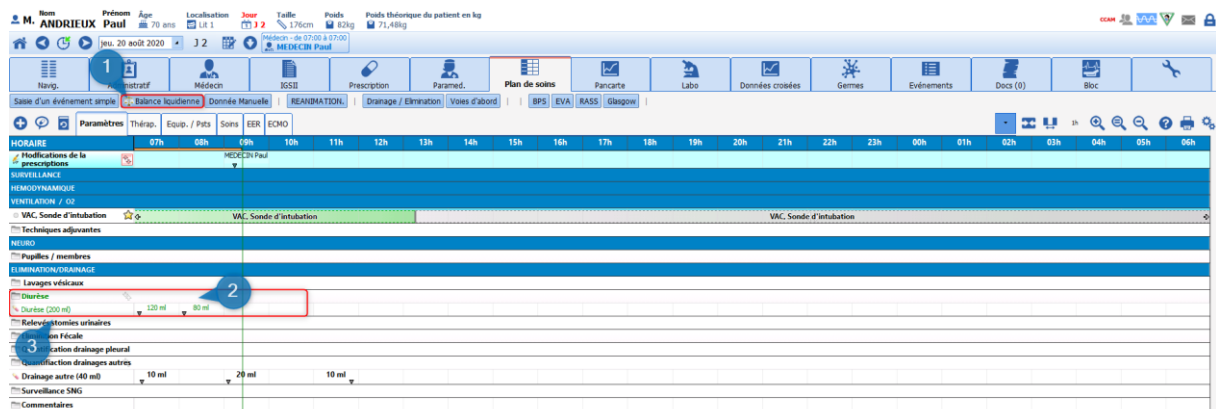 Nom Prénom Âge Localisation Jour Taille Poids Poids théorique du patient en kg
M. ANDRIEUX Paul 70 ans Lit 1 J 2 176cm 82kg 71,48kg
CCAM
jeu. 20 août 2020 J 2 Médecin - de 07:00 à 07:00
MEDECIN Paul
1
Navig. Administratif Médecin IGSII Prescription Paramed. Plan de soins Pancarte Labo Données croisées Germes Evénements Docs (0) Bloc
Saisie d'un événement simple Balance liquidienne Donnée Manuelle | REANIMATION. | Drainage / Elimination Voies d'abord | | BPS EVA RASS Glasgow |
Paramètres Thérap. Equip. / Psts Soins EER ECMO 1h
HORAIRE 07h 08h 09h 10h 11h 12h 13h 14h 15h 16h 17h 18h 19h 20h 21h 22h 23h 00h 01h 02h 03h 04h 05h 06h
Modfications de la
prescriptions MEDECIN Paul
SURVEILLANCE
HEMODYNAMIQUE
VENTILATION / O2
VAC, Sonde d'intubation VAC, Sonde d'intubation VAC, Sonde d'intubation
Techniques adjuvantes
NEURO
Pupilles / membres
ELIMINATION/DRAINAGE
Lavages vésicaux
Diurèse 2
Diurèse (200 ml) 120 ml 80 ml
urinaires
3
drainage pleural
drainages autres
Drainage autre (40 ml) 10 ml 20 ml 10 ml
Surveillance SNG
Commentaires